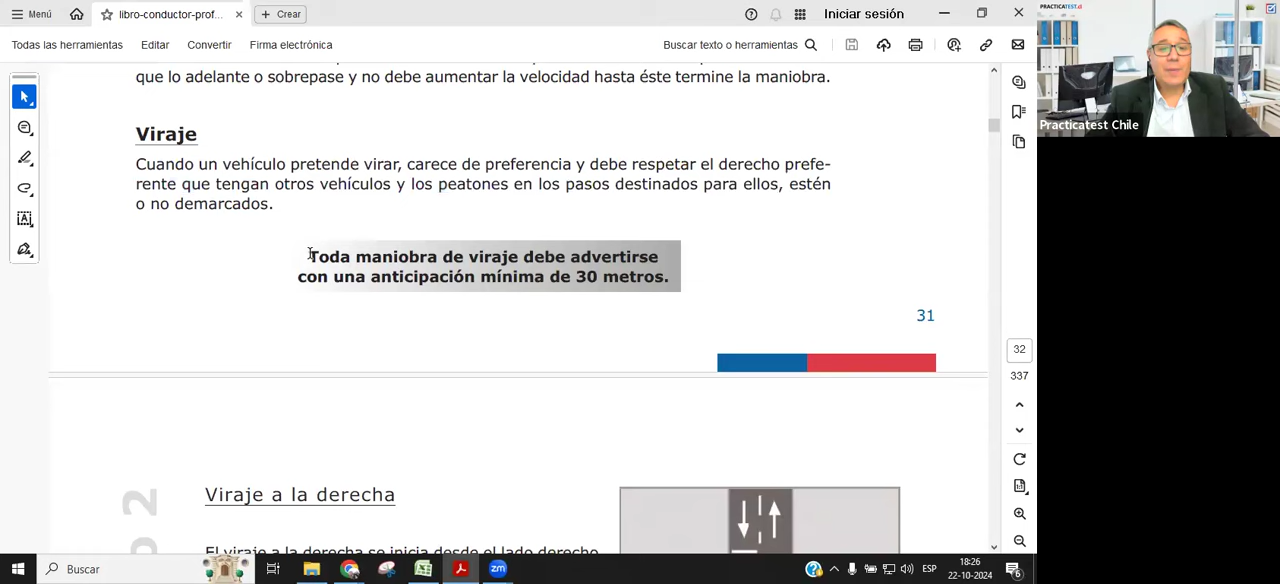 Menú
libro-conductor-prof...
Crear
Iniciar sesión
Todas las herramientas
Editar
Convertir
Firma electrónica
Buscar texto o herramientas
que lo adelante o sobrepase y no debe aumentar la velocidad hasta éste termine la maniobra.
Viraje
Cuando un vehículo pretende virar, carece de preferencia y debe respetar el derecho prefe-
rente que tengan otros vehículos y los peatones en los pasos destinados para ellos, estén
o no demarcados.
Toda maniobra de viraje debe advertirse
con una anticipación mínima de 30 metros.
31
32
337
Viraje a la derecha
El viraje a la derecha se inicia desde el lado derecho
PRACTICATEST.cl
Practicatest Chile
Buscar
zm
ESP
18:26
22-10-2024
6